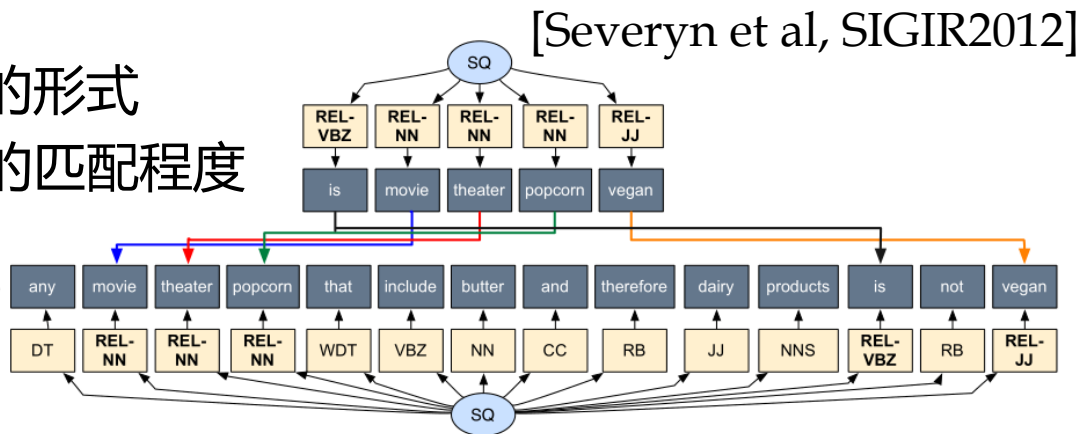 [Severyn et al, SIGIR2012]
的形式
的匹配程度
SQ
REL-VBZ REL-NN REL-NN REL-NN REL-JJ
is movie theater popcorn vegan
any movie theater popcorn that include butter and therefore dairy products is not vegan
DT REL-NN REL-NN REL-NN WDT VBZ NN CC RB JJ NNS REL-VBZ RB REL-JJ
SQ